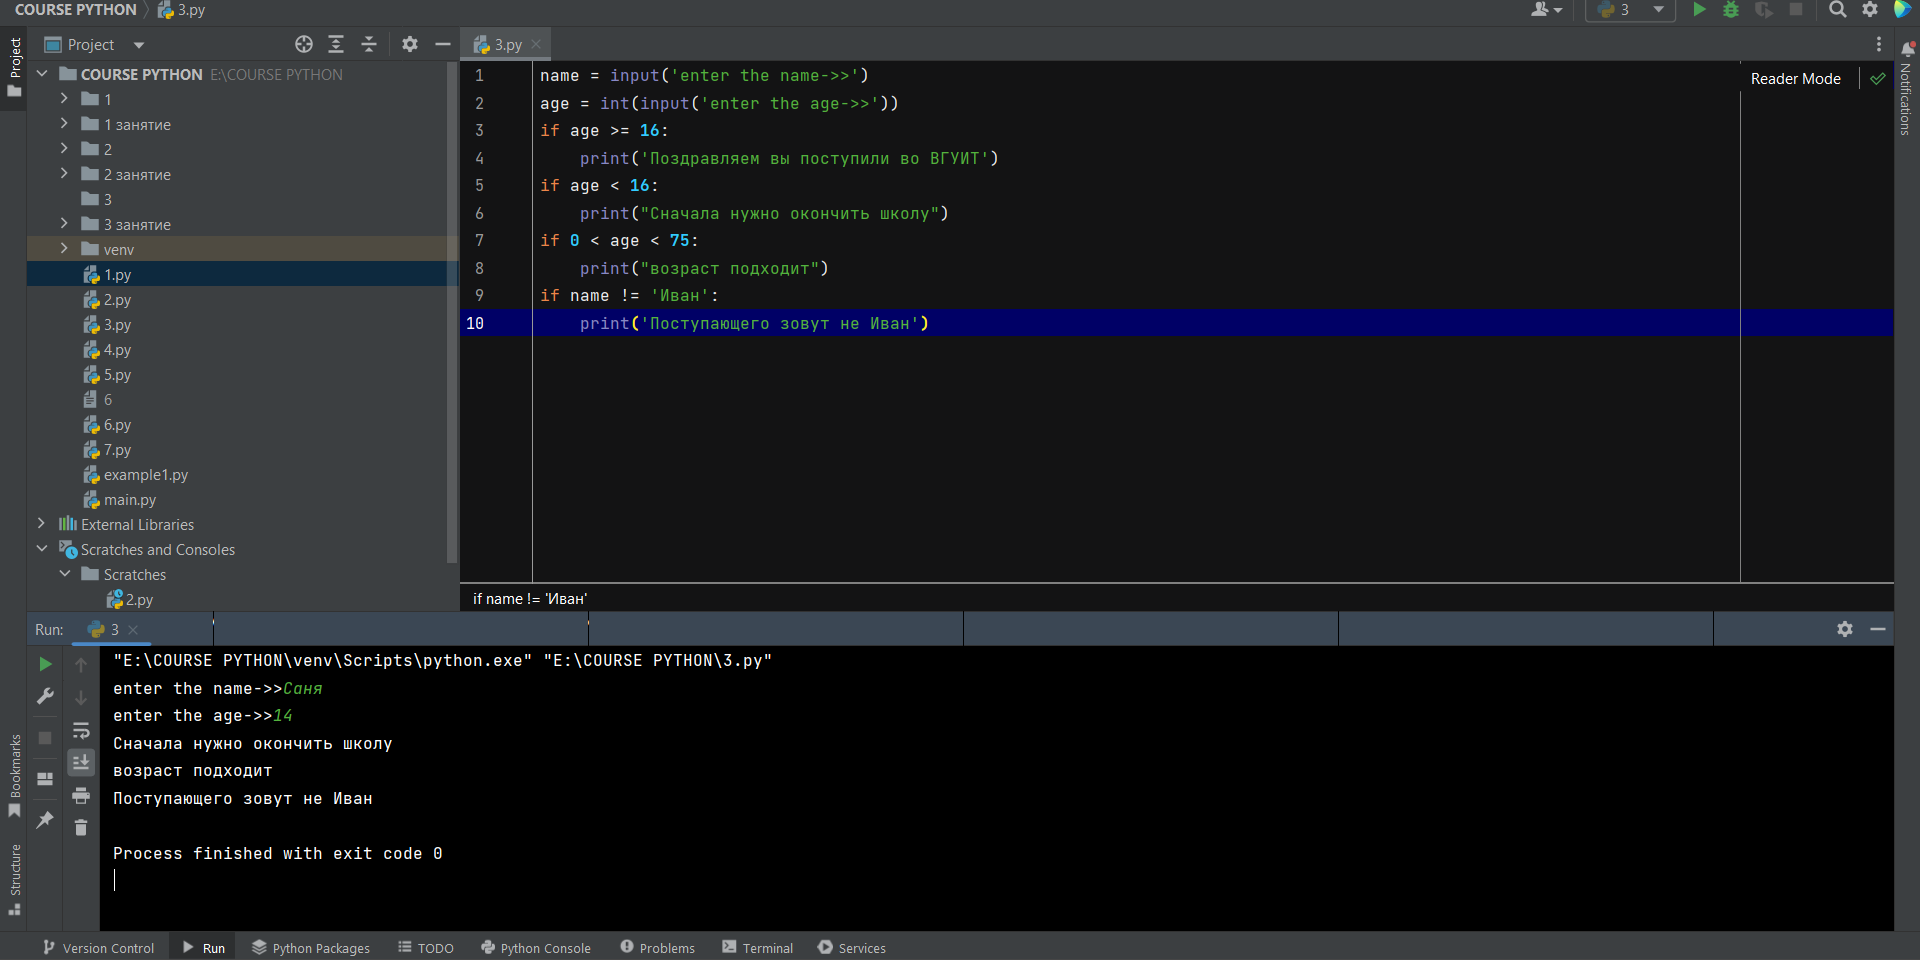 COURSE PYTHON 3.py
3
Project
Project
COURSE PYTHON E:\COURSE PYTHON
1
1 занятие
2
2 занятие
3
3 занятие
venv
1.py
2.py
3.py
4.py
5.py
6
6.py
7.py
example1.py
main.py
External Libraries
Scratches and Consoles
Scratches
2.py
3.py
1 name = input('enter the name->>')
2 age = int(input('enter the age->>'))
3 if age >= 16:
4 print('Поздравляем вы поступили во ВГУИТ')
5 if age < 16:
6 print("Сначала нужно окончить школу")
7 if 0 < age < 75:
8 print("возраст подходит")
9 if name != 'Иван':
10 print('Поступающего зовут не Иван')
Reader Mode
Notifications
if name != 'Иван'
Run: 3
"E:\COURSE PYTHON\venv\Scripts\python.exe" "E:\COURSE PYTHON\3.py"
enter the name->>Саня
enter the age->>14
Сначала нужно окончить школу
возраст подходит
Поступающего зовут не Иван
Process finished with exit code 0
Bookmarks
Structure
Version Control Run Python Packages TODO Python Console Problems Terminal Services